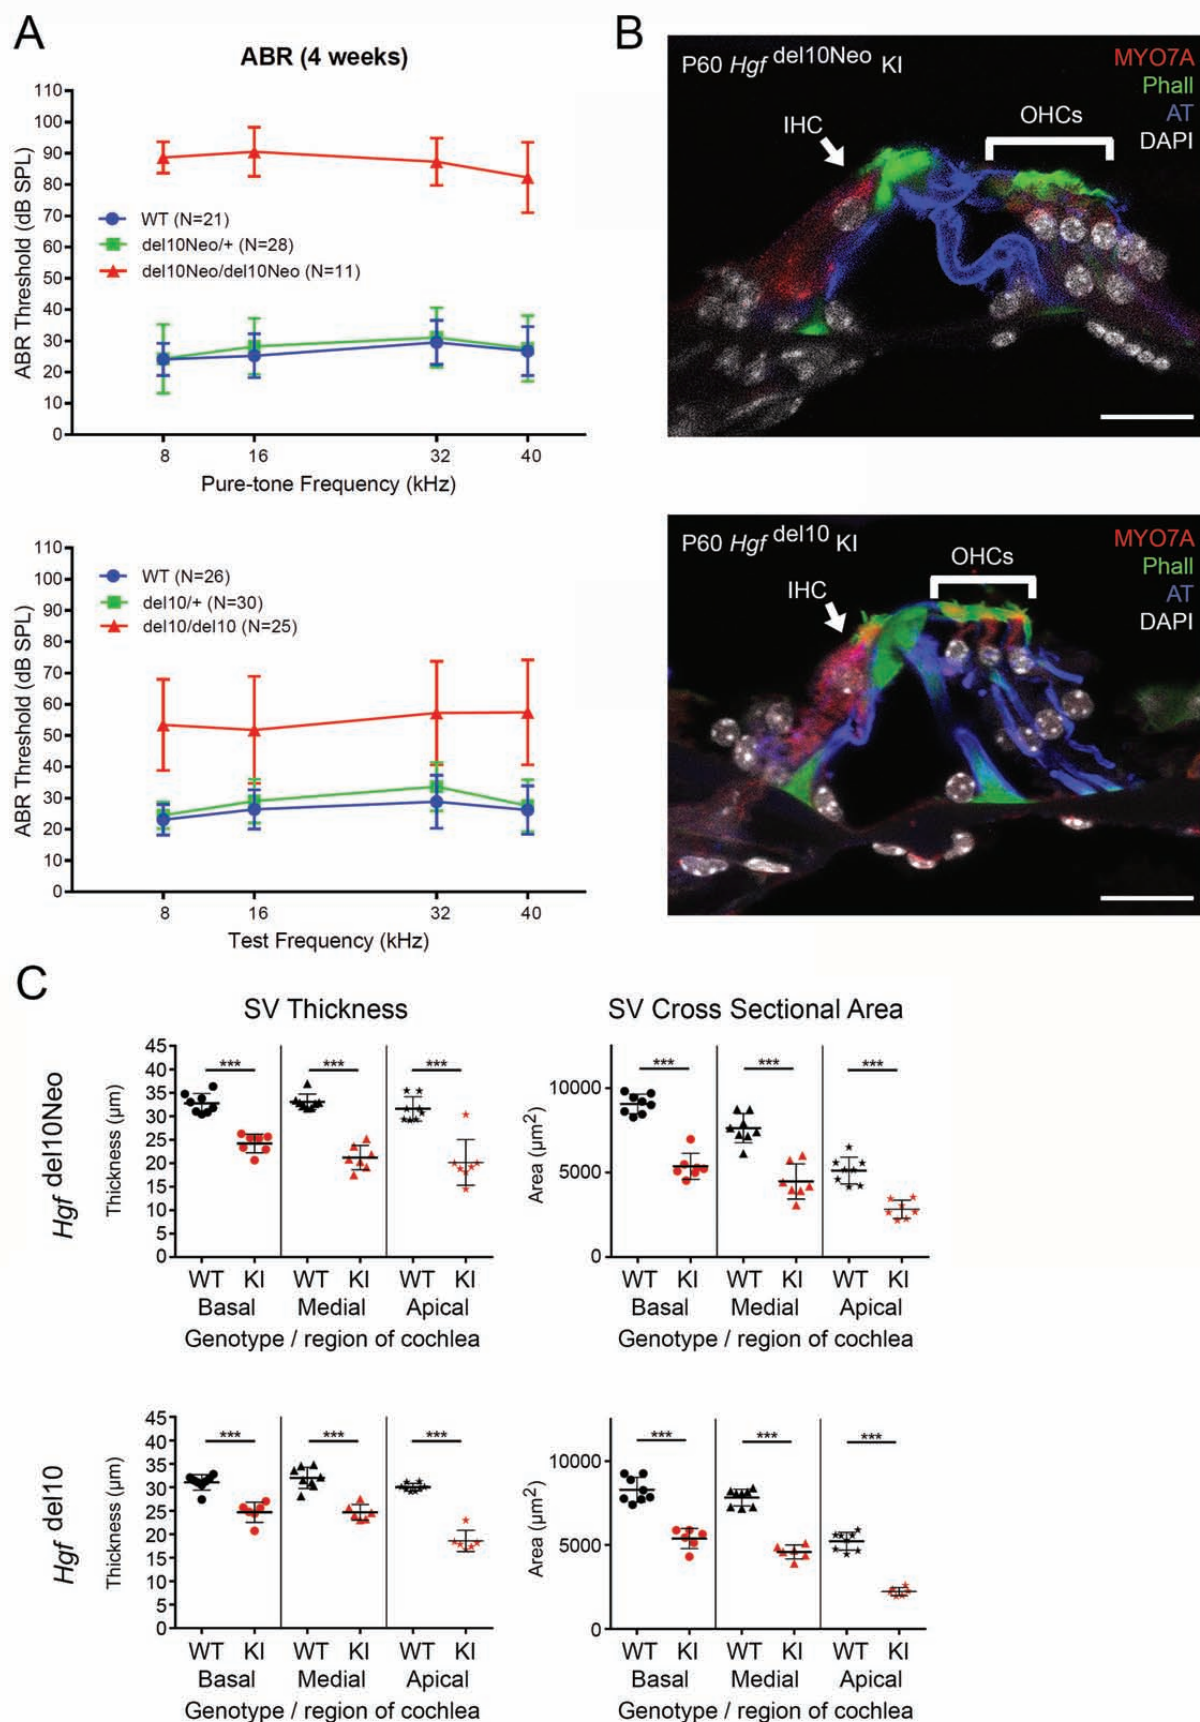 A
ABR (4 weeks)
ABR Threshold (dB SPL)
110
100
90
80
70
60
50
40
30
20
10
0
WT (N=21)
del10Neo/+ (N=28)
del10Neo/del10Neo (N=11)
8 16 32 40
Pure-tone Frequency (kHz)
ABR Threshold (dB SPL)
110
100
90
80
70
60
50
40
30
20
10
0
WT (N=26)
del10/+ (N=30)
del10/del10 (N=25)
8 16 32 40
Test Frequency (kHz)
B
P60 Hgf del10Neo KI
MYO7A
Phall
AT
DAPI
IHC
OHCs
P60 Hgf del10 KI
MYO7A
Phall
AT
DAPI
IHC
OHCs
C
Hgf del10Neo
SV Thickness
Thickness (µm)
45
40
35
30
25
20
15
10
5
0
*** *** ***
WT KI WT KI WT KI
Basal Medial Apical
Genotype / region of cochlea
SV Cross Sectional Area
Area (µm²)
10000
5000
0
*** *** ***
WT KI WT KI WT KI
Basal Medial Apical
Genotype / region of cochlea
Hgf del10
Thickness (µm)
45
40
35
30
25
20
15
10
5
0
*** *** ***
WT KI WT KI WT KI
Basal Medial Apical
Genotype / region of cochlea
Area (µm²)
10000
5000
0
*** *** ***
WT KI WT KI WT KI
Basal Medial Apical
Genotype / region of cochlea